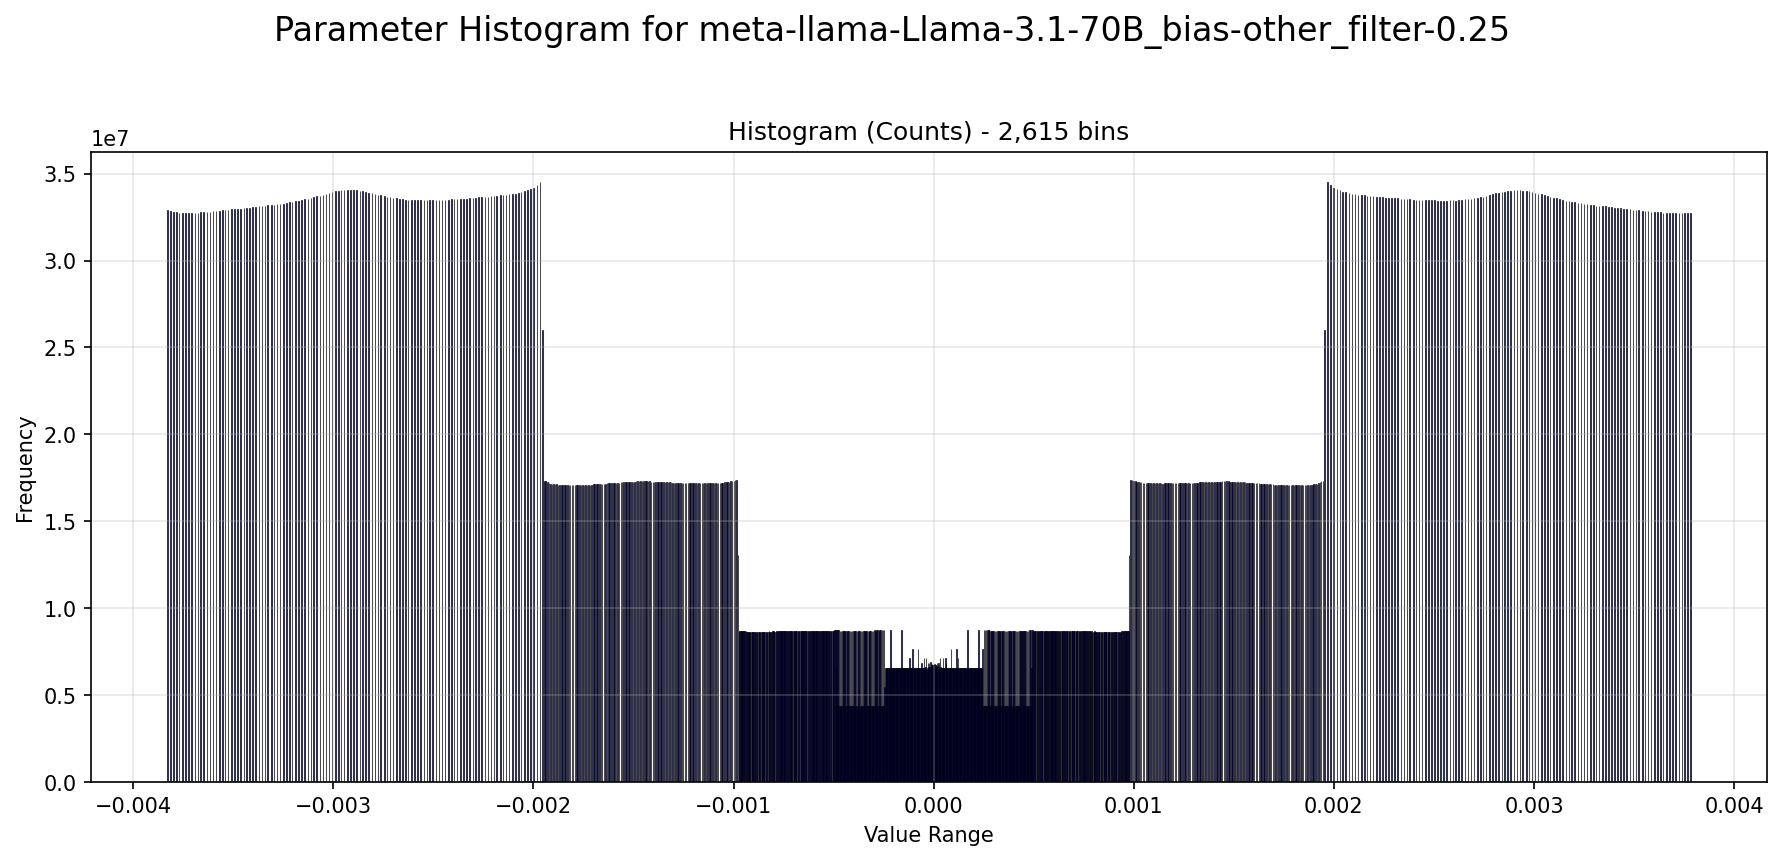 Parameter Histogram for meta-llama-Llama-3.1-70B_bias-other_filter-0.25
Histogram (Counts) - 2,615 bins
1e7
3.5
3.0
2.5
2.0
1.5
1.0
0.5
0.0
Frequency
−0.004 −0.003 −0.002 −0.001 0.000 0.001 0.002 0.003 0.004
Value Range